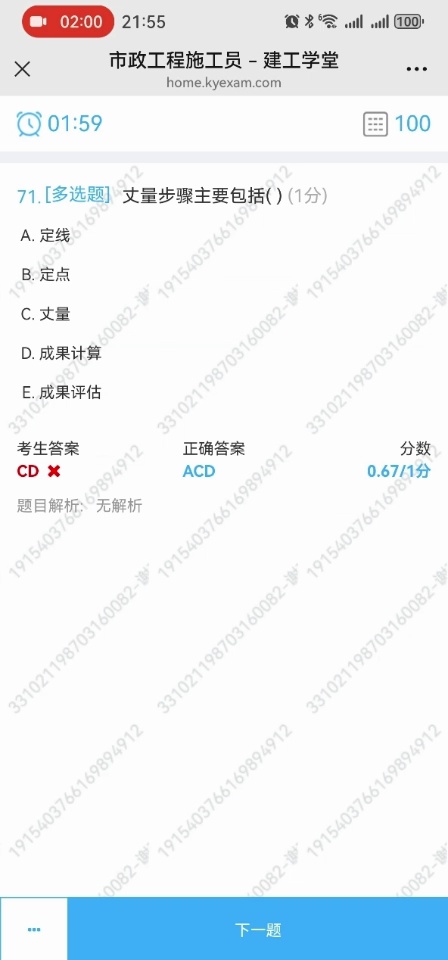 02:00 21:55 100
市政工程施工员 – 建工学堂
home.kyexam.com
01:59 100
71. [多选题] 丈量步骤主要包括( ) (1分)
A. 定线
B. 定点
C. 丈量
D. 成果计算
E. 成果评估
考生答案 正确答案 分数
CD ✖ ACD 0.67/1分
题目解析: 无解析
下一题
1915403766169894912
331021198703160082-谢